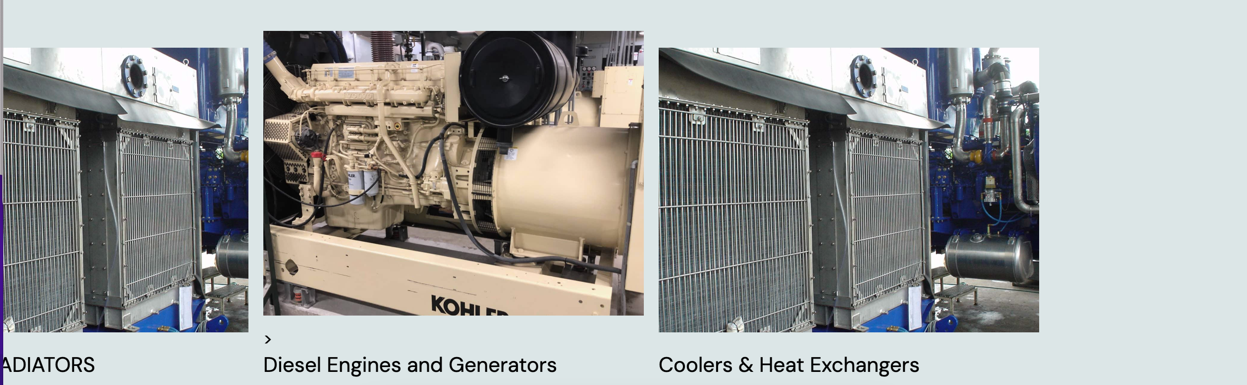 KOHLER
>
ADIATORS
Diesel Engines and Generators
Coolers & Heat Exchangers